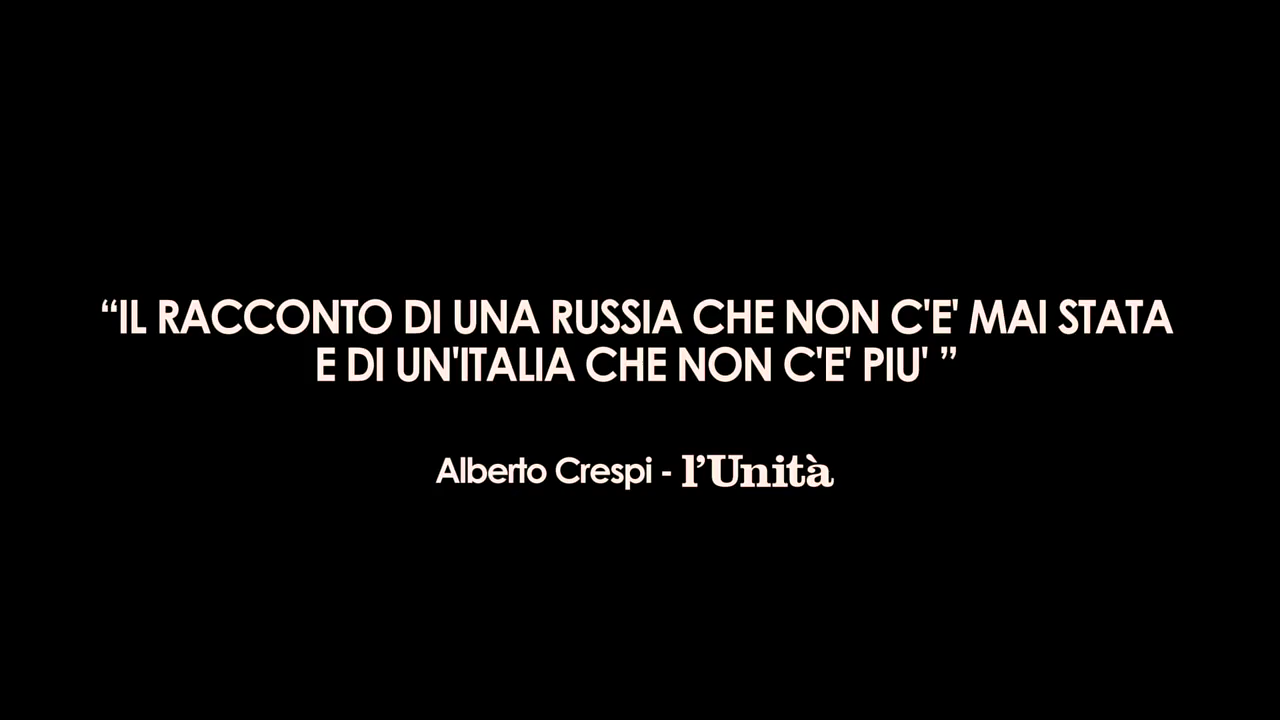 “IL RACCONTO DI UNA RUSSIA CHE NON C'E' MAI STATA
E DI UN'ITALIA CHE NON C'E' PIU' ”
Alberto Crespi - l’Unità